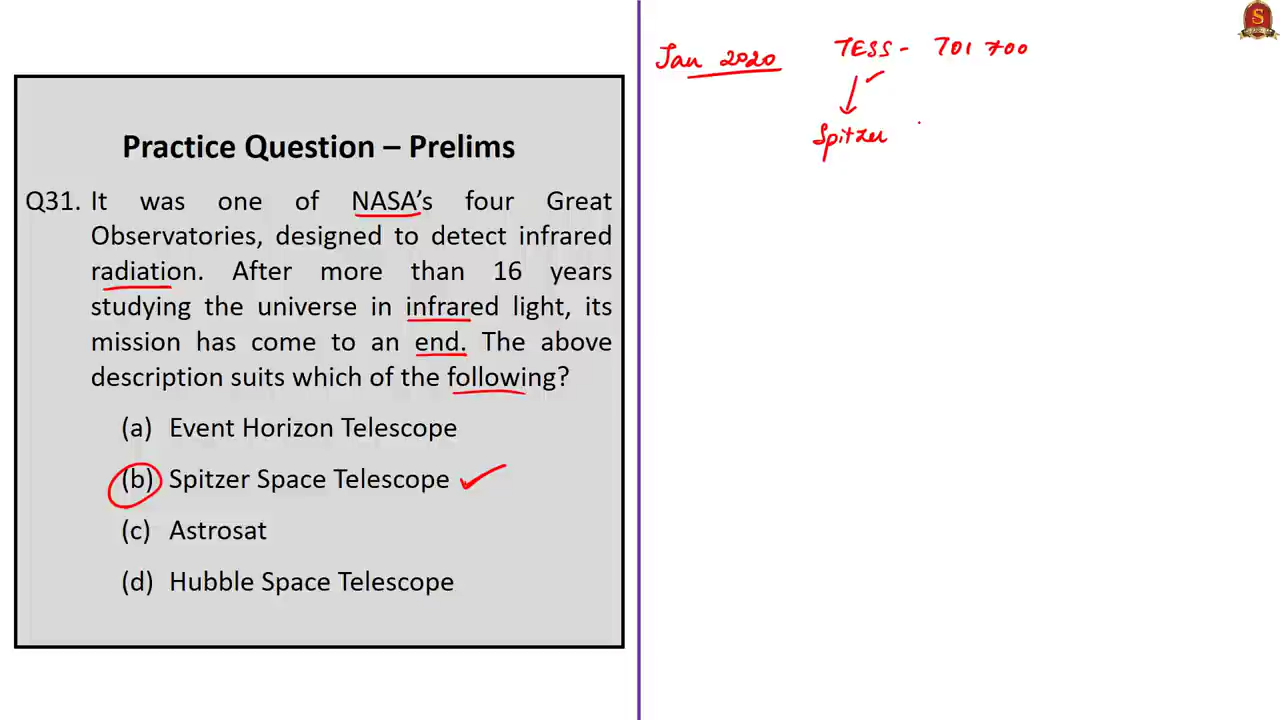 Practice Question – Prelims
Q31. It was one of NASA's four Great
Observatories, designed to detect infrared
radiation. After more than 16 years
studying the universe in infrared light, its
mission has come to an end. The above
description suits which of the following?
(a) Event Horizon Telescope
(b) Spitzer Space Telescope
(c) Astrosat
(d) Hubble Space Telescope
Jan 2020 TESS - TOI 700
Spitzer
S